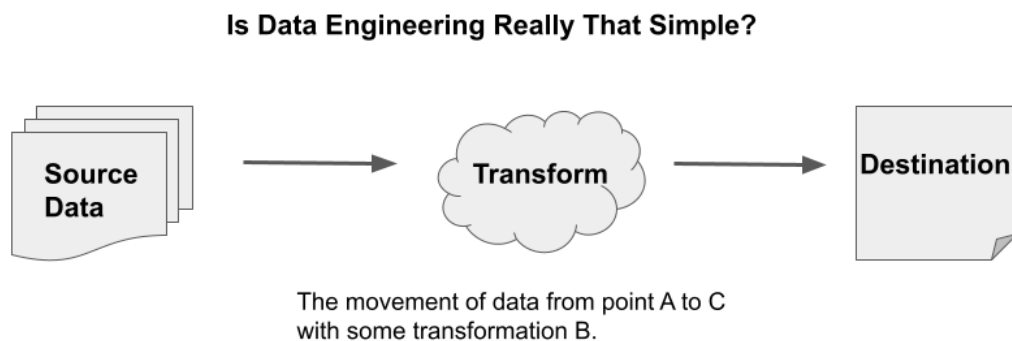 Is Data Engineering Really That Simple?
Source
Data
Transform
Destination
The movement of data from point A to C
with some transformation B.